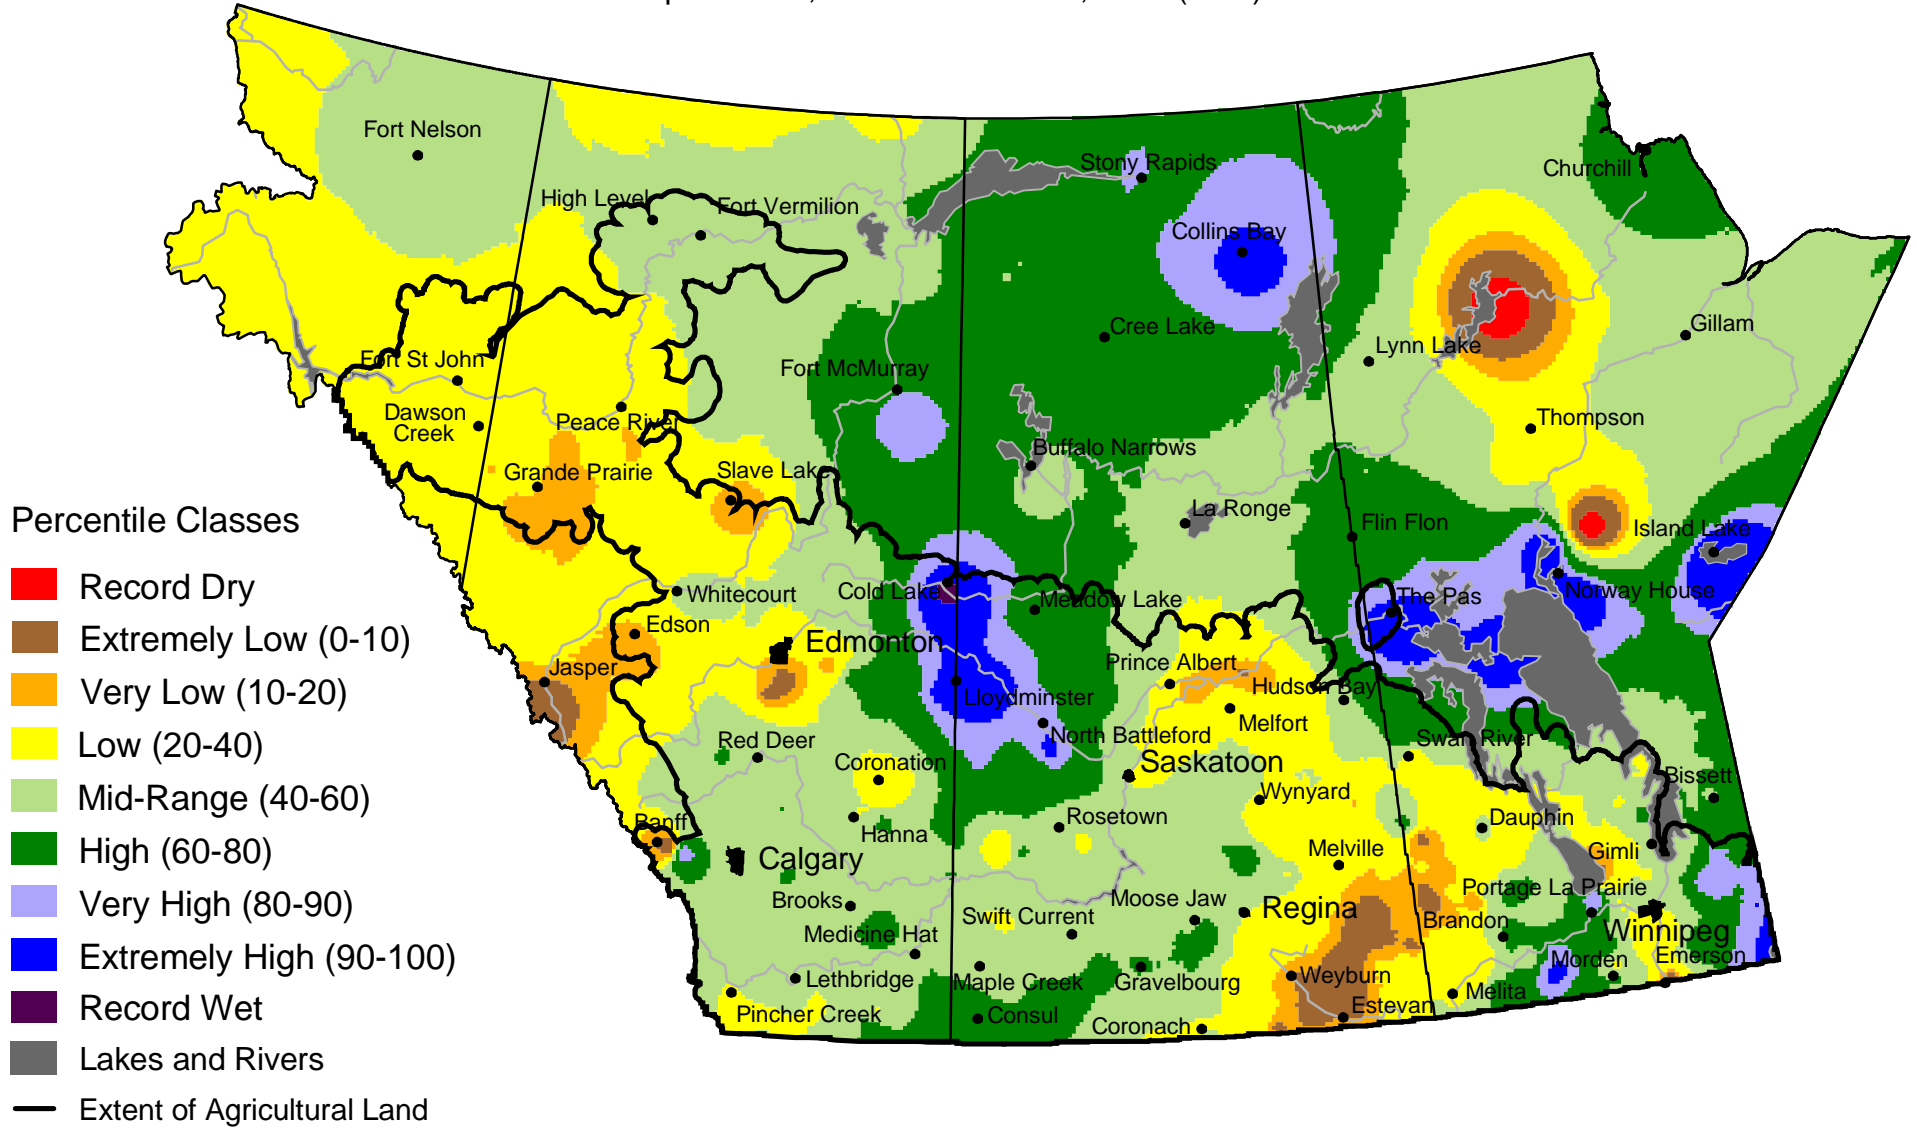 Fort Nelson
Stony Rapids
Churchill
High Level
Fort Vermilion
Collins Bay
Gillam
Cree Lake
Lynn Lake
Fort St John
Fort McMurray
Dawson
Creek
Peace River
Thompson
Buffalo Narrows
Grande Prairie
Slave Lake
La Ronge
Flin Flon
Island Lake
Percentile Classes
Record Dry
Extremely Low (0-10)
Very Low (10-20)
Low (20-40)
Mid-Range (40-60)
High (60-80)
Very High (80-90)
Extremely High (90-100)
Record Wet
Lakes and Rivers
Extent of Agricultural Land
Whitecourt
Cold Lake
Meadow Lake
The Pas
Norway House
Edson
Edmonton
Jasper
Prince Albert
Hudson Bay
Lloydminster
Melfort
North Battleford
Red Deer
Swan River
Coronation
Saskatoon
Bissett
Wynyard
Banff
Hanna
Rosetown
Dauphin
Calgary
Melville
Gimli
Brooks
Moose Jaw
Regina
Portage La Prairie
Swift Current
Brandon
Medicine Hat
Winnipeg
Lethbridge
Maple Creek
Gravelbourg
Weyburn
Morden
Emerson
Pincher Creek
Consul
Coronach
Estevan
Melita